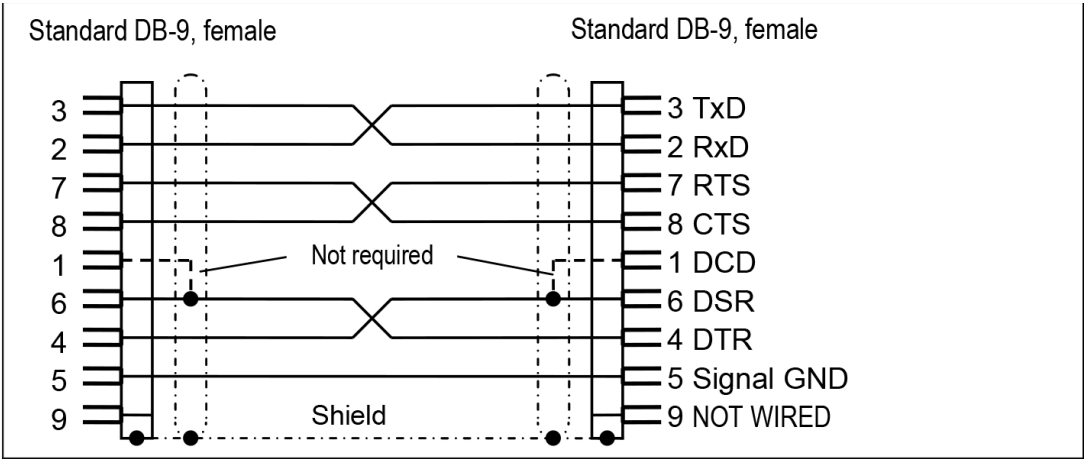 Standard DB-9, female Standard DB-9, female
3 3 TxD
2 2 RxD
7 7 RTS
8 8 CTS
Not required
1 1 DCD
6 6 DSR
4 4 DTR
5 5 Signal GND
9 Shield 9 NOT WIRED